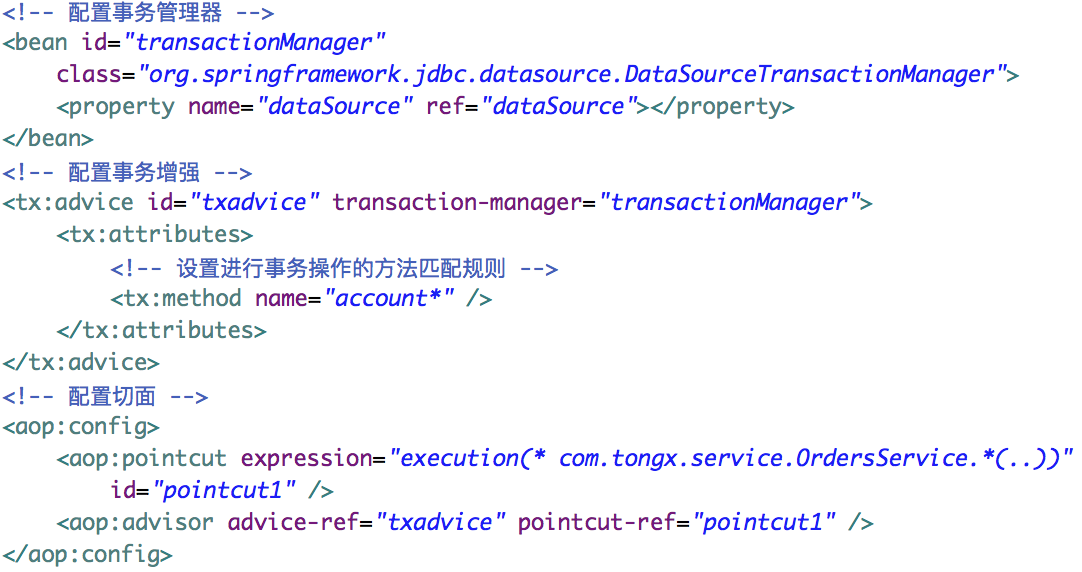 <!-- 配置事务管理器 -->
<bean id="transactionManager"
    class="org.springframework.jdbc.datasource.DataSourceTransactionManager">
    <property name="dataSource" ref="dataSource"></property>
</bean>
<!-- 配置事务增强 -->
<tx:advice id="txadvice" transaction-manager="transactionManager">
    <tx:attributes>
        <!-- 设置进行事务操作的方法匹配规则 -->
        <tx:method name="account*" />
    </tx:attributes>
</tx:advice>
<!-- 配置切面 -->
<aop:config>
    <aop:pointcut expression="execution(* com.tongx.service.OrdersService.*(..))"
        id="pointcut1" />
    <aop:advisor advice-ref="txadvice" pointcut-ref="pointcut1" />
</aop:config>